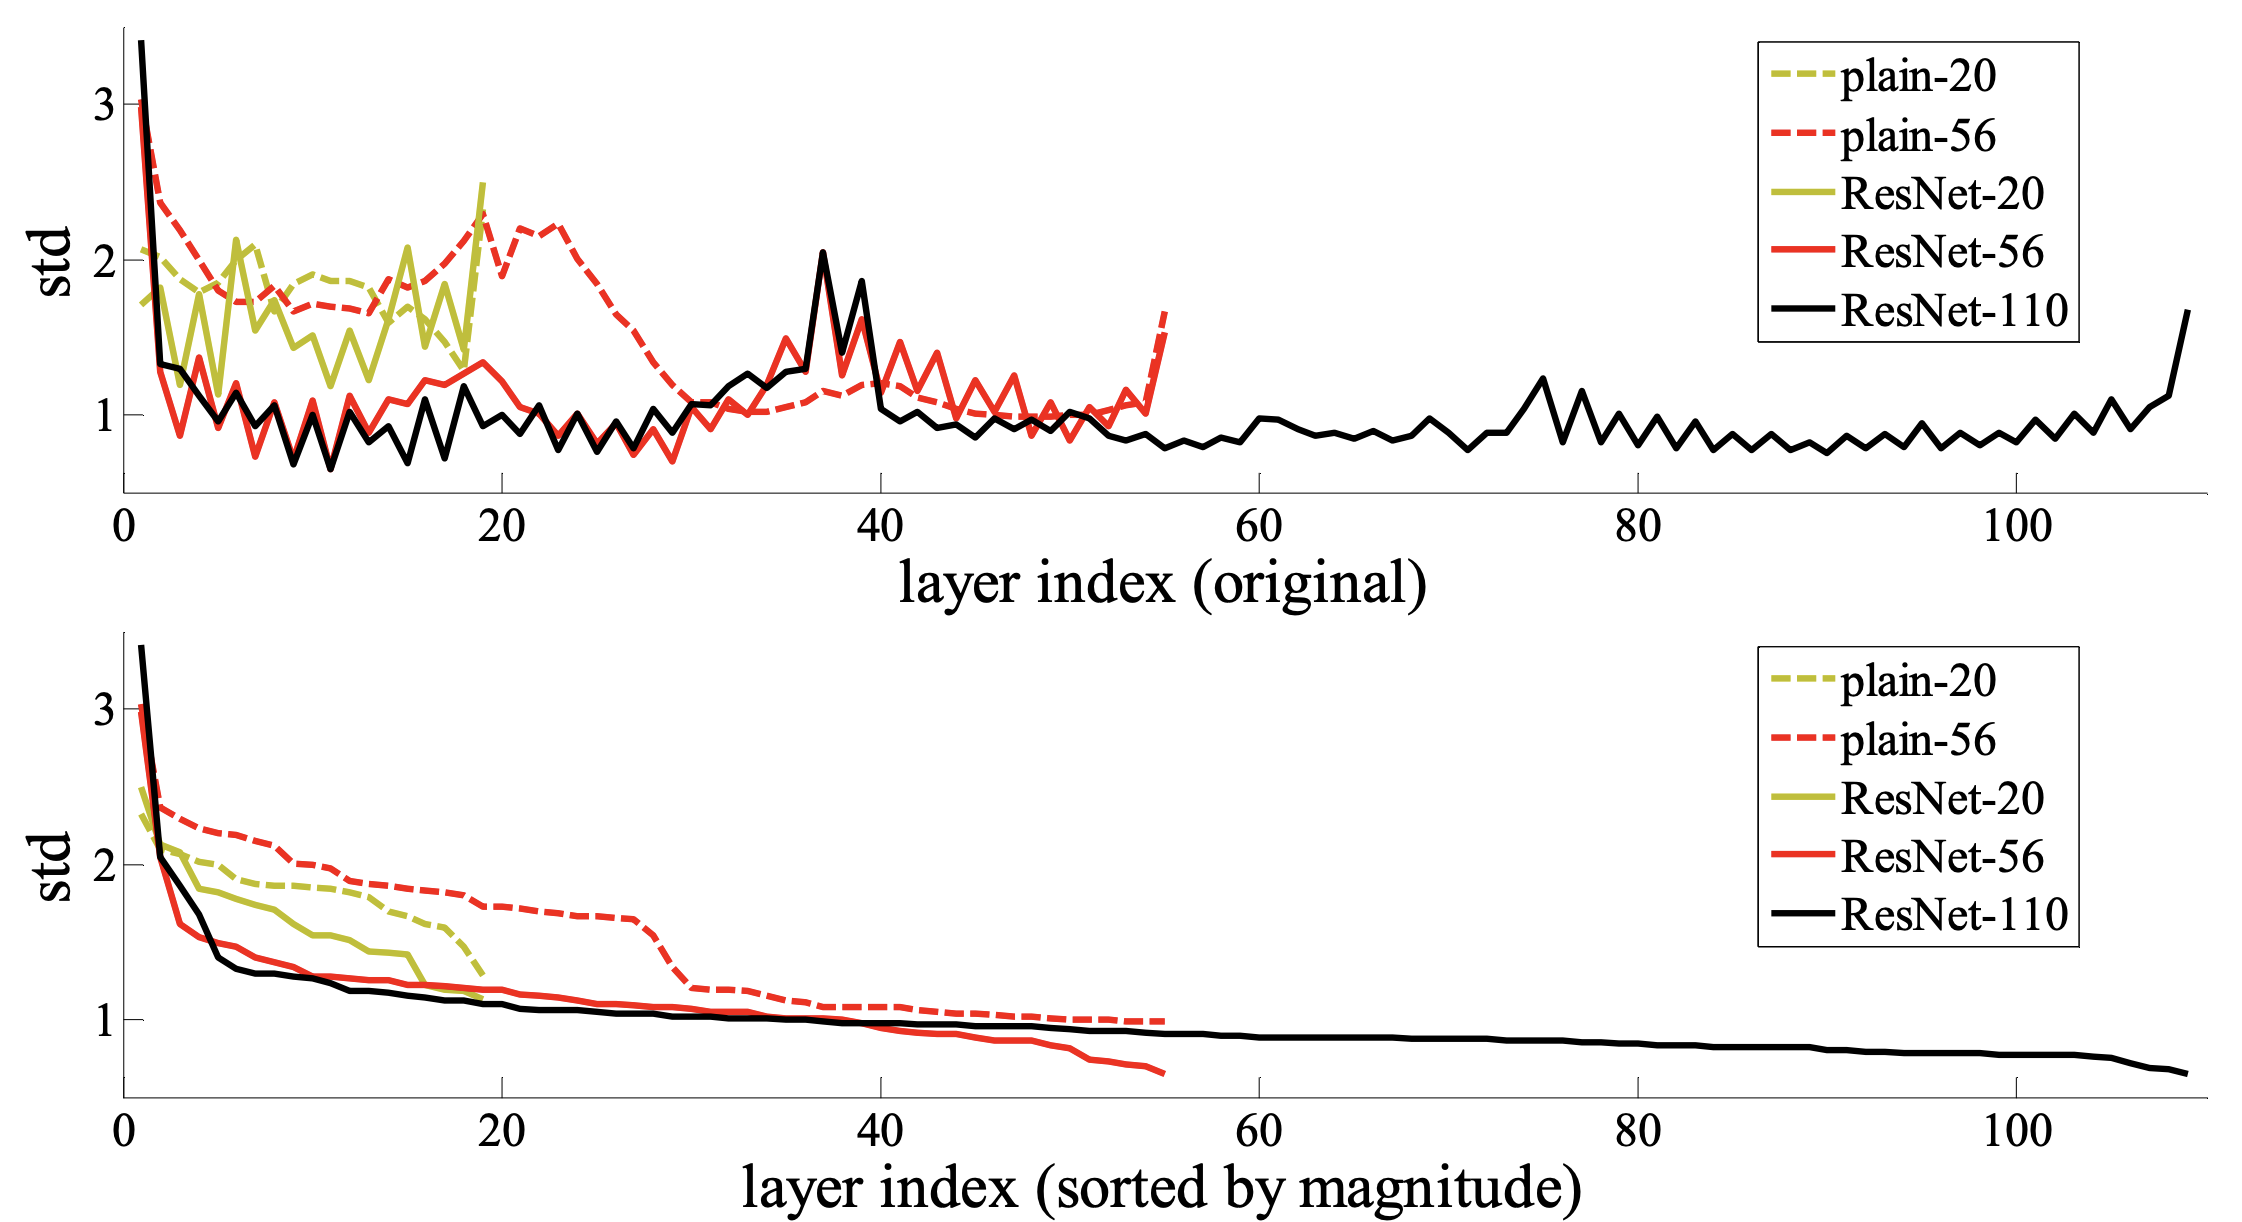 std
3
2
1
0 20 40 60 80 100
layer index (original)
plain-20
plain-56
ResNet-20
ResNet-56
ResNet-110
std
3
2
1
0 20 40 60 80 100
layer index (sorted by magnitude)
plain-20
plain-56
ResNet-20
ResNet-56
ResNet-110